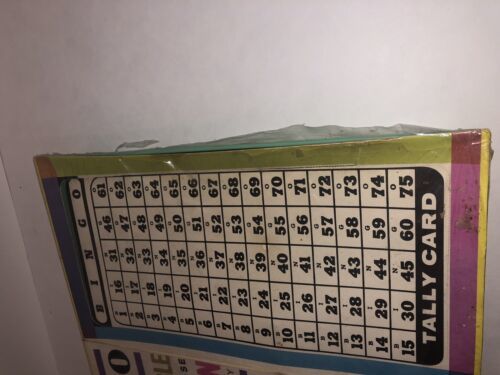 B I N G O
1 B 16 I 31 N 46 G 61 O
2 B 17 I 32 N 47 G 62 O
3 B 18 I 33 N 48 G 63 O
4 B 19 I 34 N 49 G 64 O
5 B 20 I 35 N 50 G 65 O
6 B 21 I 36 N 51 G 66 O
7 B 22 I 37 N 52 G 67 O
8 B 23 I 38 N 53 G 68 O
9 B 24 I 39 N 54 G 69 O
10 B 25 I 40 N 55 G 70 O
11 B 26 I 41 N 56 G 71 O
12 B 27 I 42 N 57 G 72 O
13 B 28 I 43 N 58 G 73 O
14 B 29 I 44 N 59 G 74 O
15 B 30 I 45 N 60 G 75 O
TALLY CARD